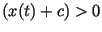 (x(t) + c) > 0